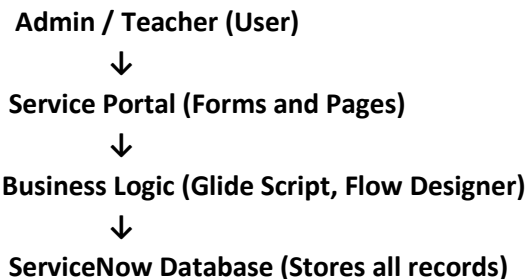 Admin / Teacher (User)
↓
Service Portal (Forms and Pages)
↓
Business Logic (Glide Script, Flow Designer)
↓
ServiceNow Database (Stores all records)